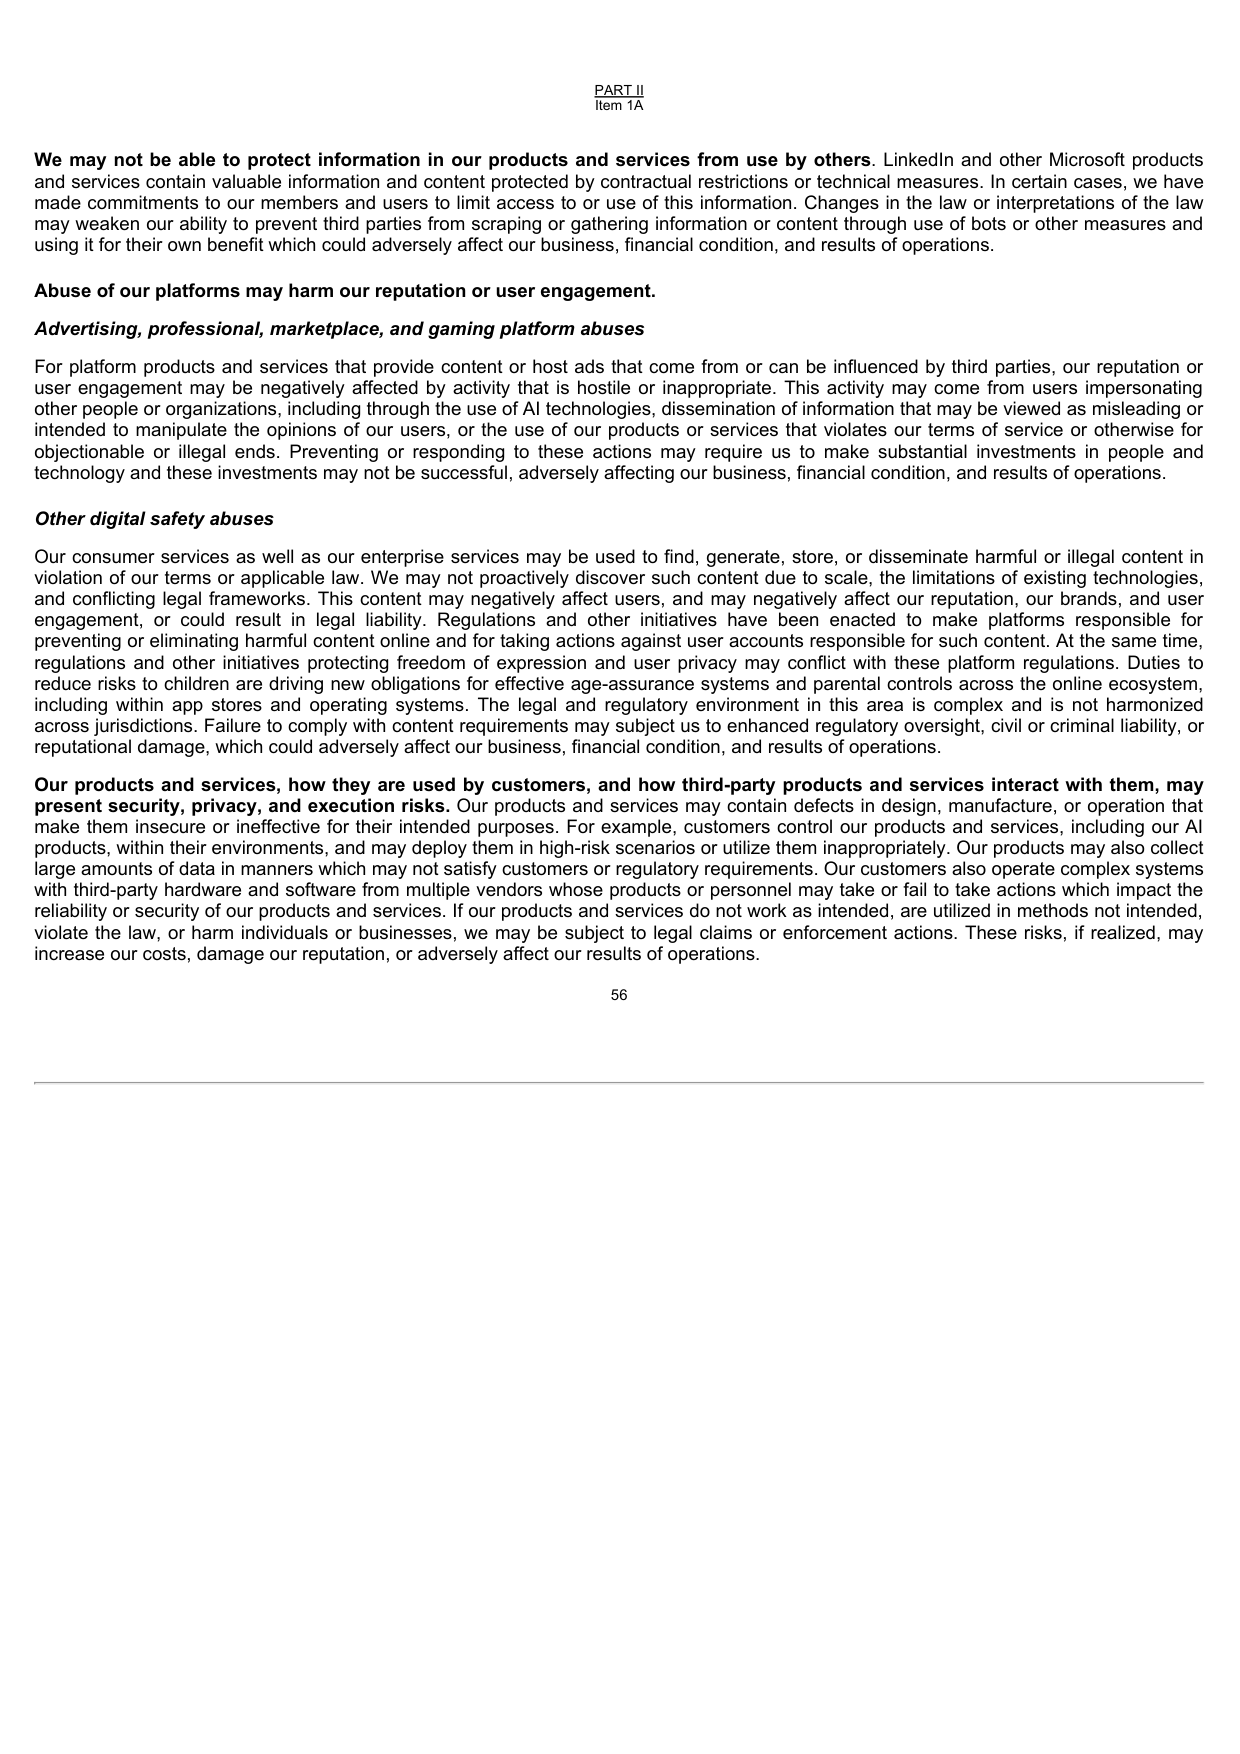 PART II
Item 1A
We may not be able to protect information in our products and services from use by others. LinkedIn and other Microsoft products
and services contain valuable information and content protected by contractual restrictions or technical measures. In certain cases, we have
made commitments to our members and users to limit access to or use of this information. Changes in the law or interpretations of the law
may weaken our ability to prevent third parties from scraping or gathering information or content through use of bots or other measures and
using it for their own benefit which could adversely affect our business, financial condition, and results of operations.
Abuse of our platforms may harm our reputation or user engagement.
Advertising, professional, marketplace, and gaming platform abuses
For platform products and services that provide content or host ads that come from or can be influenced by third parties, our reputation or
user engagement may be negatively affected by activity that is hostile or inappropriate. This activity may come from users impersonating
other people or organizations, including through the use of AI technologies, dissemination of information that may be viewed as misleading or
intended to manipulate the opinions of our users, or the use of our products or services that violates our terms of service or otherwise for
objectionable or illegal ends. Preventing or responding to these actions may require us to make substantial investments in people and
technology and these investments may not be successful, adversely affecting our business, financial condition, and results of operations.
Other digital safety abuses
Our consumer services as well as our enterprise services may be used to find, generate, store, or disseminate harmful or illegal content in
violation of our terms or applicable law. We may not proactively discover such content due to scale, the limitations of existing technologies,
and conflicting legal frameworks. This content may negatively affect users, and may negatively affect our reputation, our brands, and user
engagement, or could result in legal liability. Regulations and other initiatives have been enacted to make platforms responsible for
preventing or eliminating harmful content online and for taking actions against user accounts responsible for such content. At the same time,
regulations and other initiatives protecting freedom of expression and user privacy may conflict with these platform regulations. Duties to
reduce risks to children are driving new obligations for effective age-assurance systems and parental controls across the online ecosystem,
including within app stores and operating systems. The legal and regulatory environment in this area is complex and is not harmonized
across jurisdictions. Failure to comply with content requirements may subject us to enhanced regulatory oversight, civil or criminal liability, or
reputational damage, which could adversely affect our business, financial condition, and results of operations.
Our products and services, how they are used by customers, and how third-party products and services interact with them, may
present security, privacy, and execution risks. Our products and services may contain defects in design, manufacture, or operation that
make them insecure or ineffective for their intended purposes. For example, customers control our products and services, including our AI
products, within their environments, and may deploy them in high-risk scenarios or utilize them inappropriately. Our products may also collect
large amounts of data in manners which may not satisfy customers or regulatory requirements. Our customers also operate complex systems
with third-party hardware and software from multiple vendors whose products or personnel may take or fail to take actions which impact the
reliability or security of our products and services. If our products and services do not work as intended, are utilized in methods not intended,
violate the law, or harm individuals or businesses, we may be subject to legal claims or enforcement actions. These risks, if realized, may
increase our costs, damage our reputation, or adversely affect our results of operations.
56